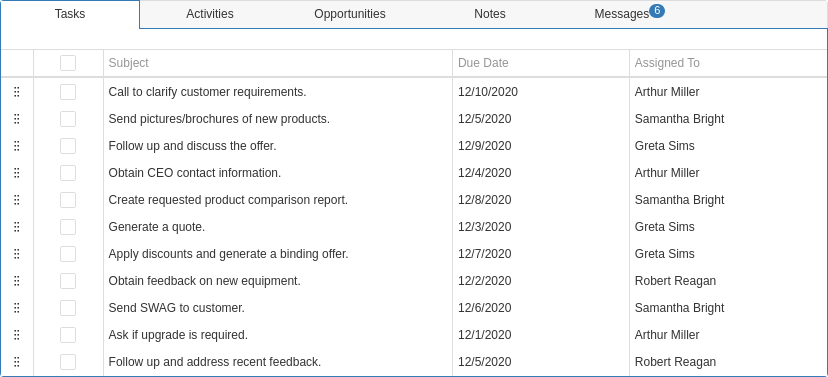 Tasks Activities Opportunities Notes Messages 6
Subject Due Date Assigned To
Call to clarify customer requirements. 12/10/2020 Arthur Miller
Send pictures/brochures of new products. 12/5/2020 Samantha Bright
Follow up and discuss the offer. 12/9/2020 Greta Sims
Obtain CEO contact information. 12/4/2020 Arthur Miller
Create requested product comparison report. 12/8/2020 Samantha Bright
Generate a quote. 12/3/2020 Greta Sims
Apply discounts and generate a binding offer. 12/7/2020 Greta Sims
Obtain feedback on new equipment. 12/2/2020 Robert Reagan
Send SWAG to customer. 12/6/2020 Samantha Bright
Ask if upgrade is required. 12/1/2020 Arthur Miller
Follow up and address recent feedback. 12/5/2020 Robert Reagan